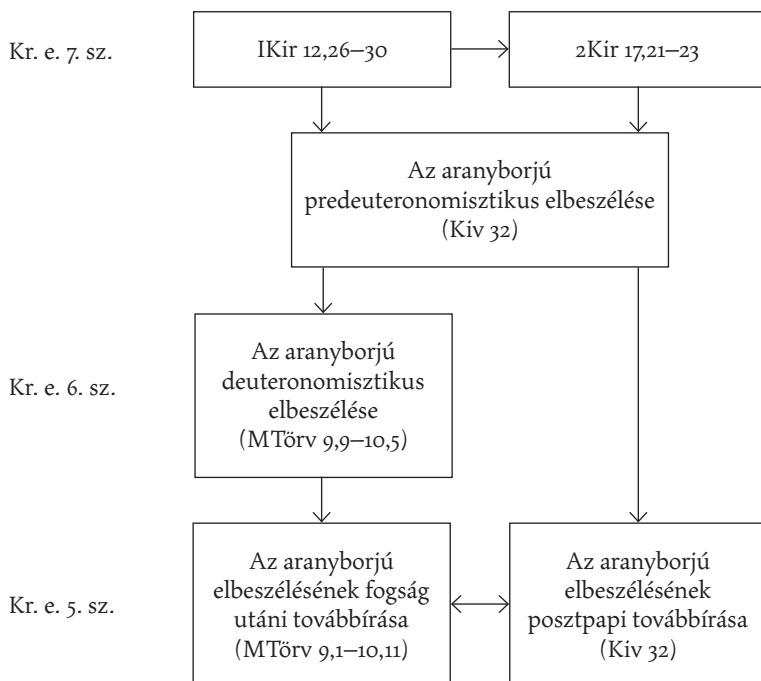 Kr. e. 7. sz.
IKir 12,26–30
2Kir 17,21–23
Az aranyborjú
predeuteronomisztikus elbeszélése
(Kiv 32)
Kr. e. 6. sz.
Az aranyborjú
deuteronomisztikus
elbeszélése
(MTörv 9,9–10,5)
Kr. e. 5. sz.
Az aranyborjú
elbeszélésének fogság
utáni továbbírása
(MTörv 9,1–10,11)
Az aranyborjú
elbeszélésének
posztpapi továbbírása
(Kiv 32)